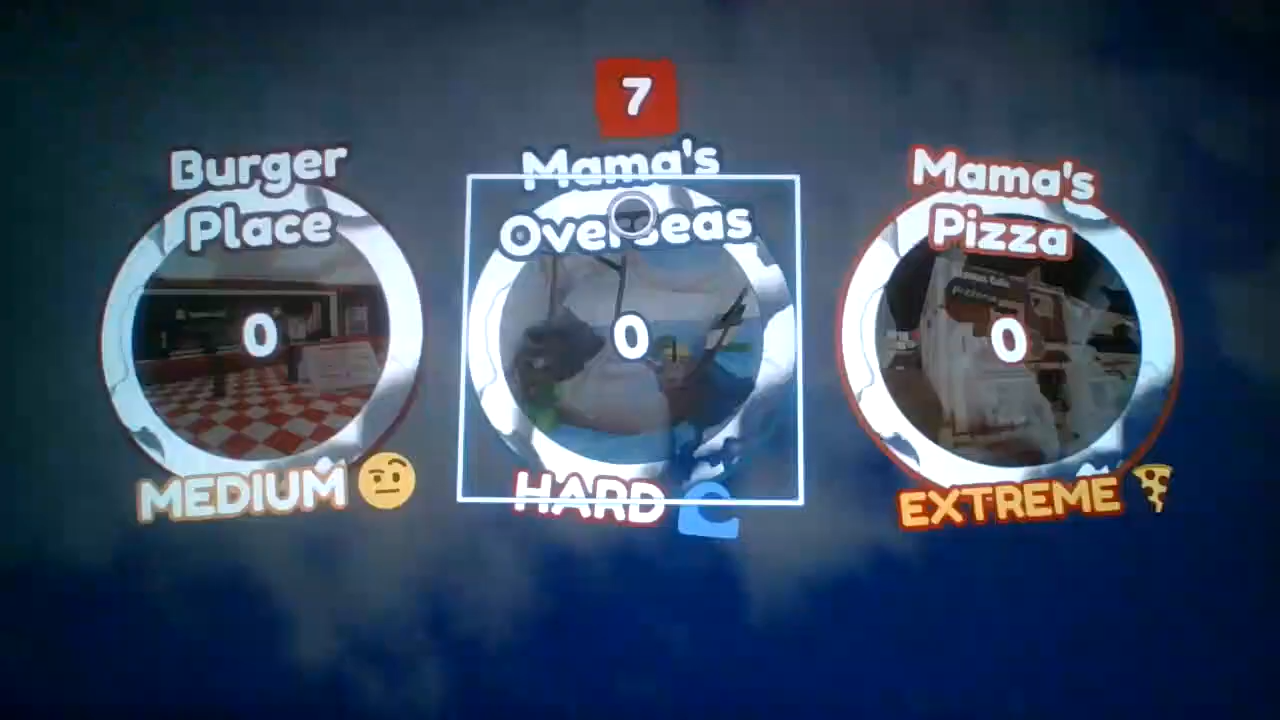 7
Burger
Place
0
MEDIUM
Mama's
Overseas
0
HARD
Mama's
Pizza
0
EXTREME